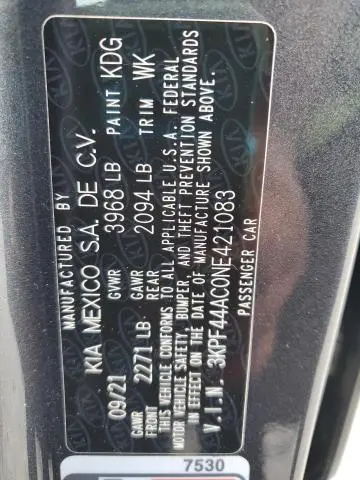 MANUFACTURED BY
KIA MEXICO S.A. DE C.V.
09/21 GVWR 3968 LB PAINT KDG
GAWR FRONT 2271 LB GAWR REAR 2094 LB TRIM WK
THIS VEHICLE CONFORMS TO ALL APPLICABLE U.S.A. FEDERAL
MOTOR VEHICLE SAFETY, BUMPER, AND THEFT PREVENTION STANDARDS
IN EFFECT ON THE DATE OF MANUFACTURE SHOWN ABOVE.
V.I.N. 3KPF44AC0NE421083
PASSENGER CAR
7530